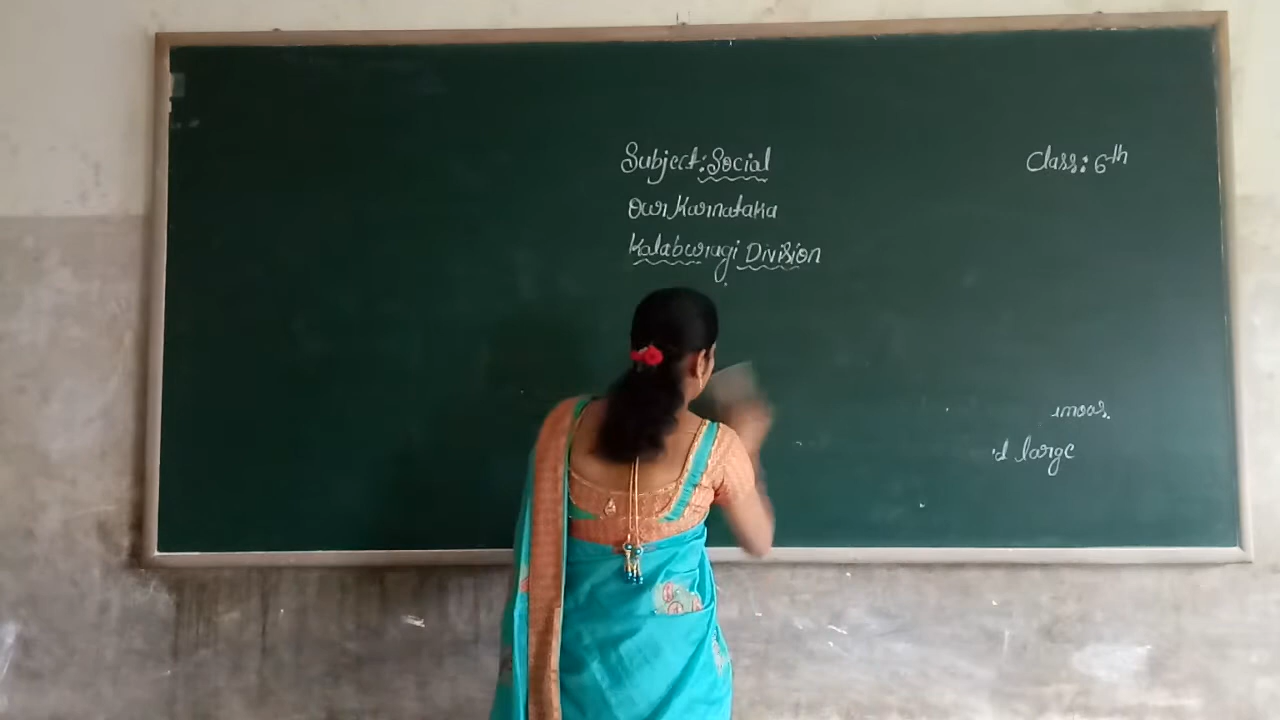 Subject: Social
Class: 6th
Our Karnataka
Kalaburagi Division
large